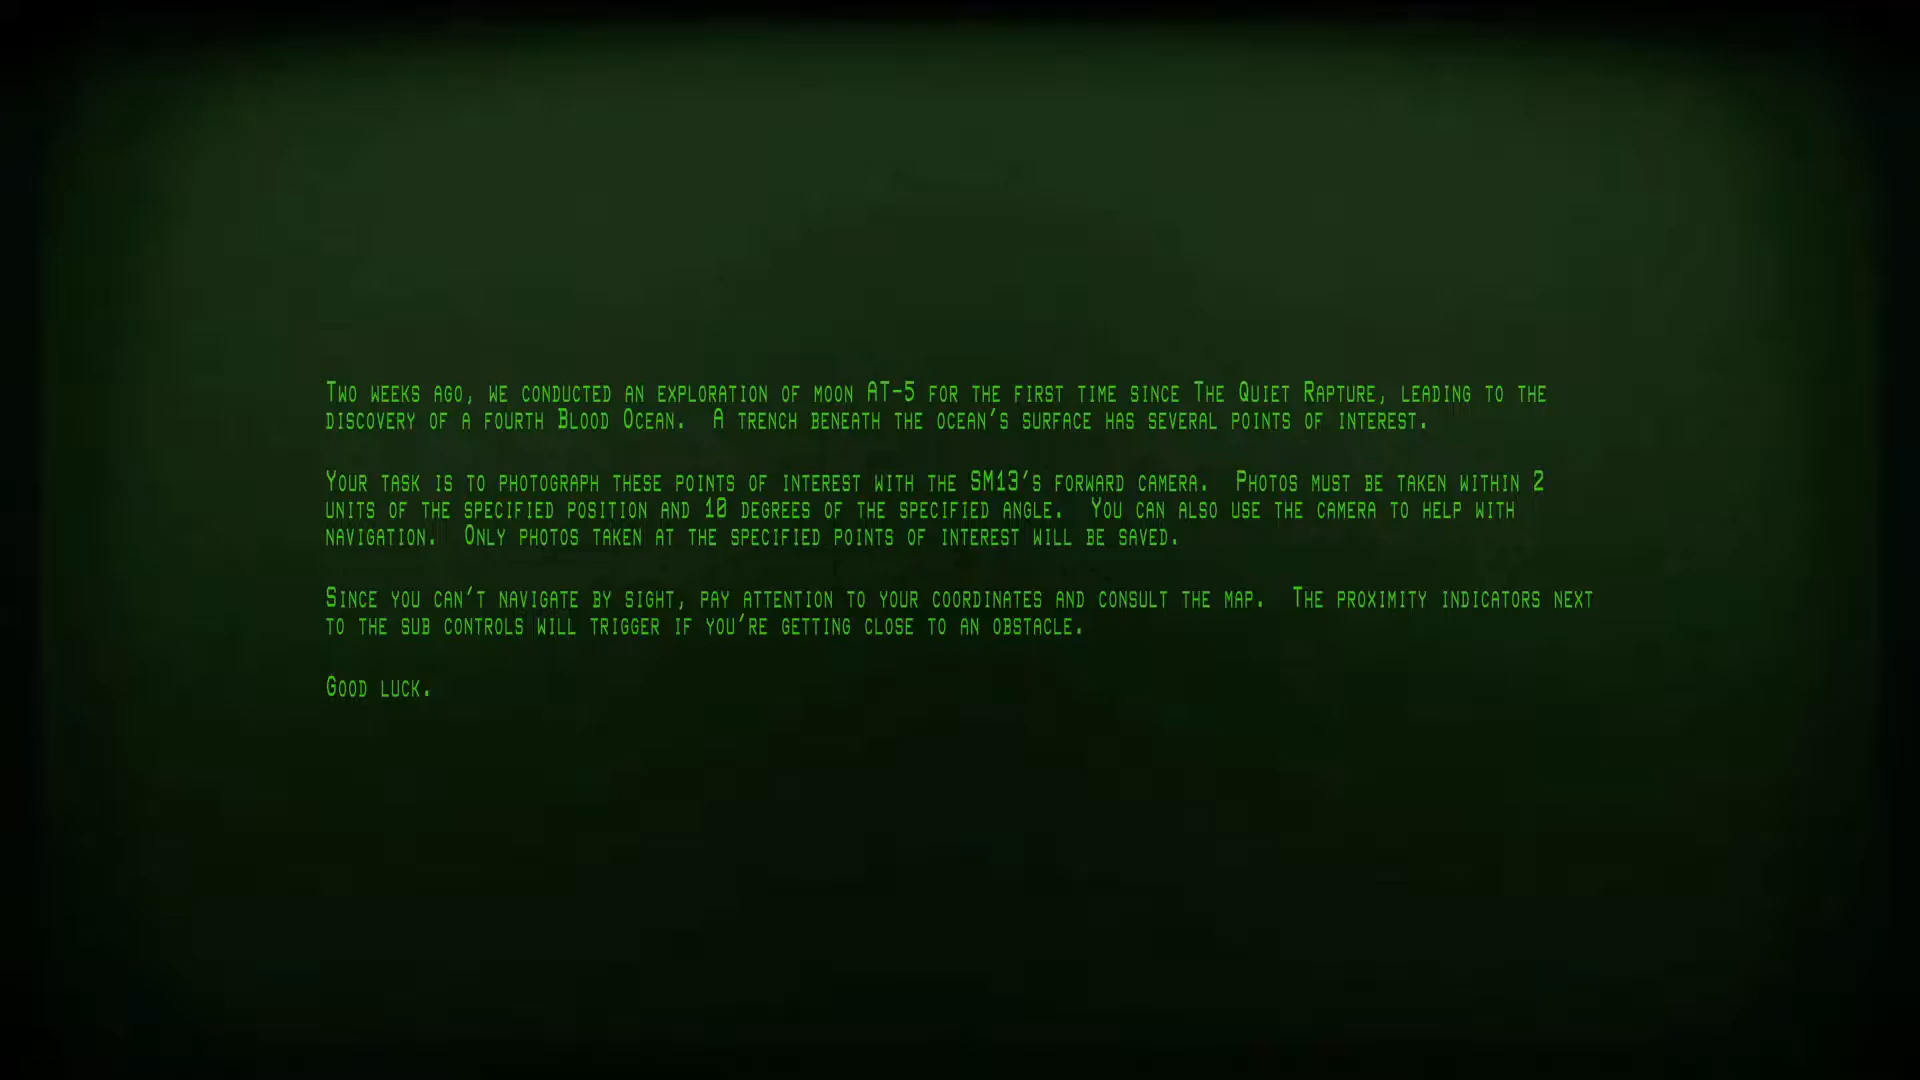 Two weeks ago, we conducted an exploration of moon AT-5 for the first time since The Quiet Rapture, leading to the
discovery of a fourth Blood Ocean.  A trench beneath the ocean's surface has several points of interest.
Your task is to photograph these points of interest with the SM13's forward camera.  Photos must be taken within 2
units of the specified position and 10 degrees of the specified angle.  You can also use the camera to help with
navigation.  Only photos taken at the specified points of interest will be saved.
Since you can't navigate by sight, pay attention to your coordinates and consult the map.  The proximity indicators next
to the sub controls will trigger if you're getting close to an obstacle.
Good luck.